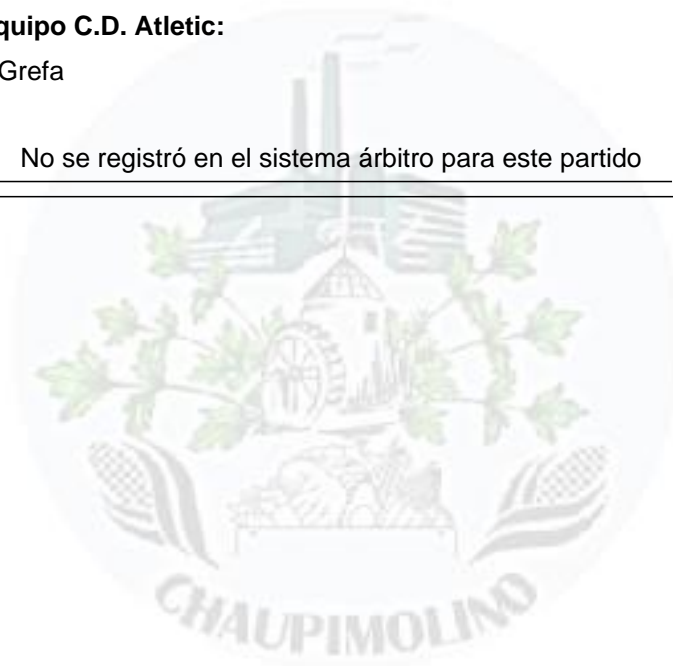 quipo C.D. Atletic:
Grefa
No se registró en el sistema árbitro para este partido
CHAUPIMOLINO